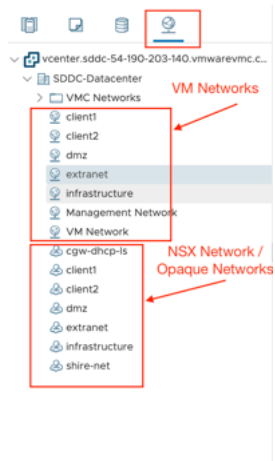 vcenter.sddc-54-190-203-140.vmwarevmc.c...
SDDC-Datacenter
VM Networks
VMC Networks
client1
client2
dmz
extranet
infrastructure
Management Network
VM Network
cgw-dhcp-ls
NSX Network /
Opaque Networks
client1
client2
dmz
extranet
infrastructure
shire-net